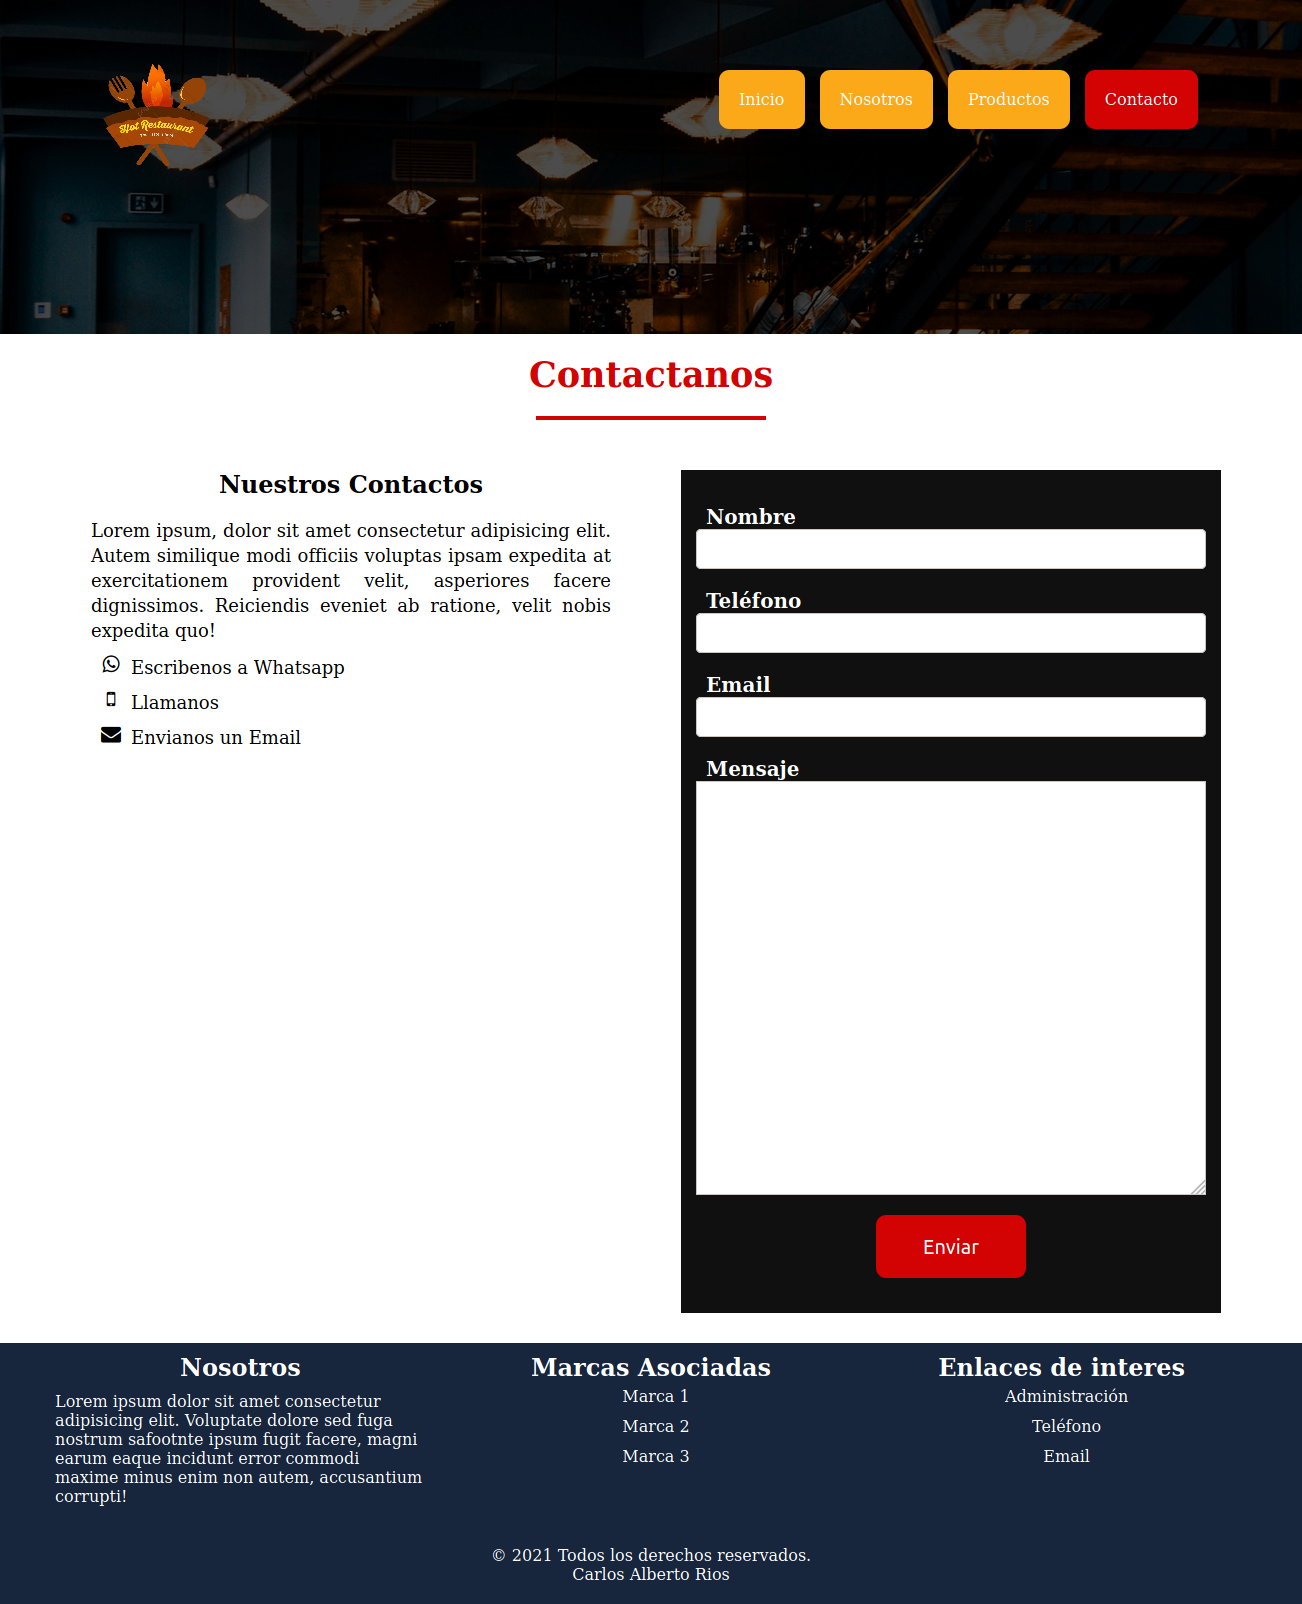 Hot Restaurant
Inicio
Nosotros
Productos
Contacto
Contactanos
Nuestros Contactos
Lorem ipsum, dolor sit amet consectetur adipisicing elit.
Autem similique modi officiis voluptas ipsam expedita at
exercitationem provident velit, asperiores facere
dignissimos. Reiciendis eveniet ab ratione, velit nobis
expedita quo!
Escribenos a Whatsapp
Llamanos
Envianos un Email
Nombre
Teléfono
Email
Mensaje
Enviar
Nosotros
Lorem ipsum dolor sit amet consectetur
adipisicing elit. Voluptate dolore sed fuga
nostrum safootnte ipsum fugit facere, magni
earum eaque incidunt error commodi
maxime minus enim non autem, accusantium
corrupti!
Marcas Asociadas
Marca 1
Marca 2
Marca 3
Enlaces de interes
Administración
Teléfono
Email
© 2021 Todos los derechos reservados.
Carlos Alberto Rios